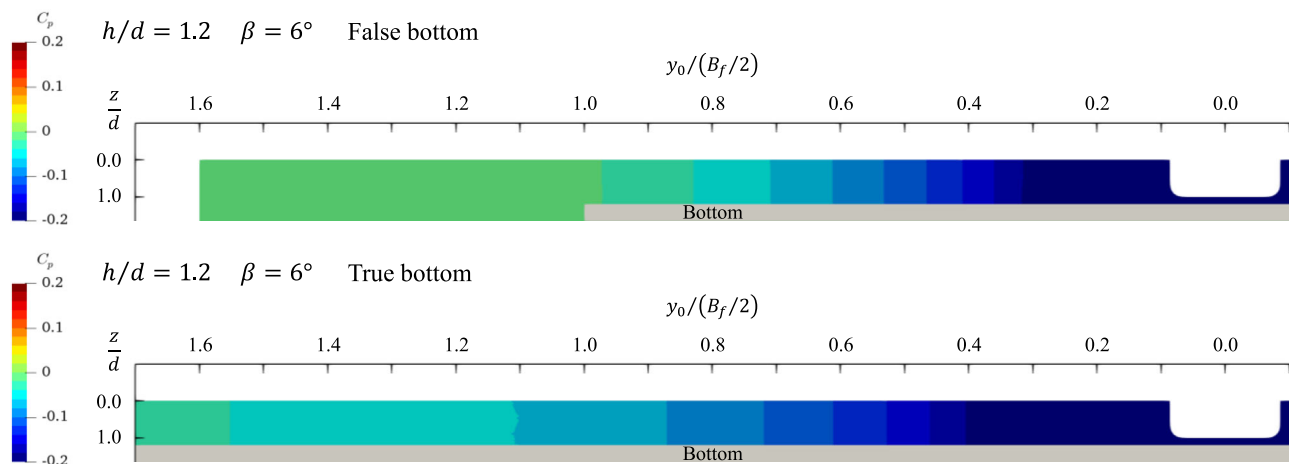 C_p
0.2
0.1
0
-0.1
-0.2
h/d = 1.2 β = 6° False bottom
y_0/(B_f/2)
z/d
1.6 1.4 1.2 1.0 0.8 0.6 0.4 0.2 0.0
0.0
1.0
Bottom
C_p
0.2
0.1
0
-0.1
-0.2
h/d = 1.2 β = 6° True bottom
y_0/(B_f/2)
z/d
1.6 1.4 1.2 1.0 0.8 0.6 0.4 0.2 0.0
0.0
1.0
Bottom